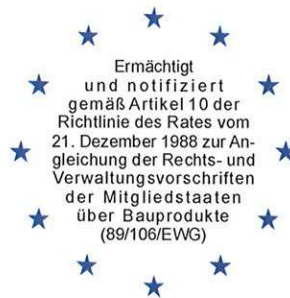 Ermächtigt
und notifiziert
gemäß Artikel 10 der
Richtlinie des Rates vom
21. Dezember 1988 zur An-
gleichung der Rechts- und
Verwaltungsvorschriften
der Mitgliedstaaten
über Bauprodukte
(89/106/EWG)